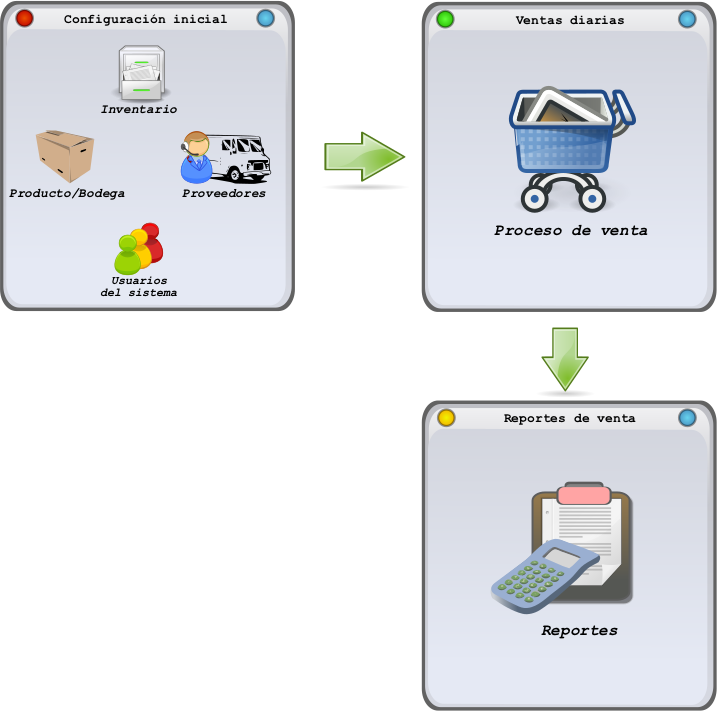 Configuración inicial
Inventario
Producto/Bodega
Proveedores
Usuarios
del sistema
Ventas diarias
Proceso de venta
Reportes de venta
Reportes